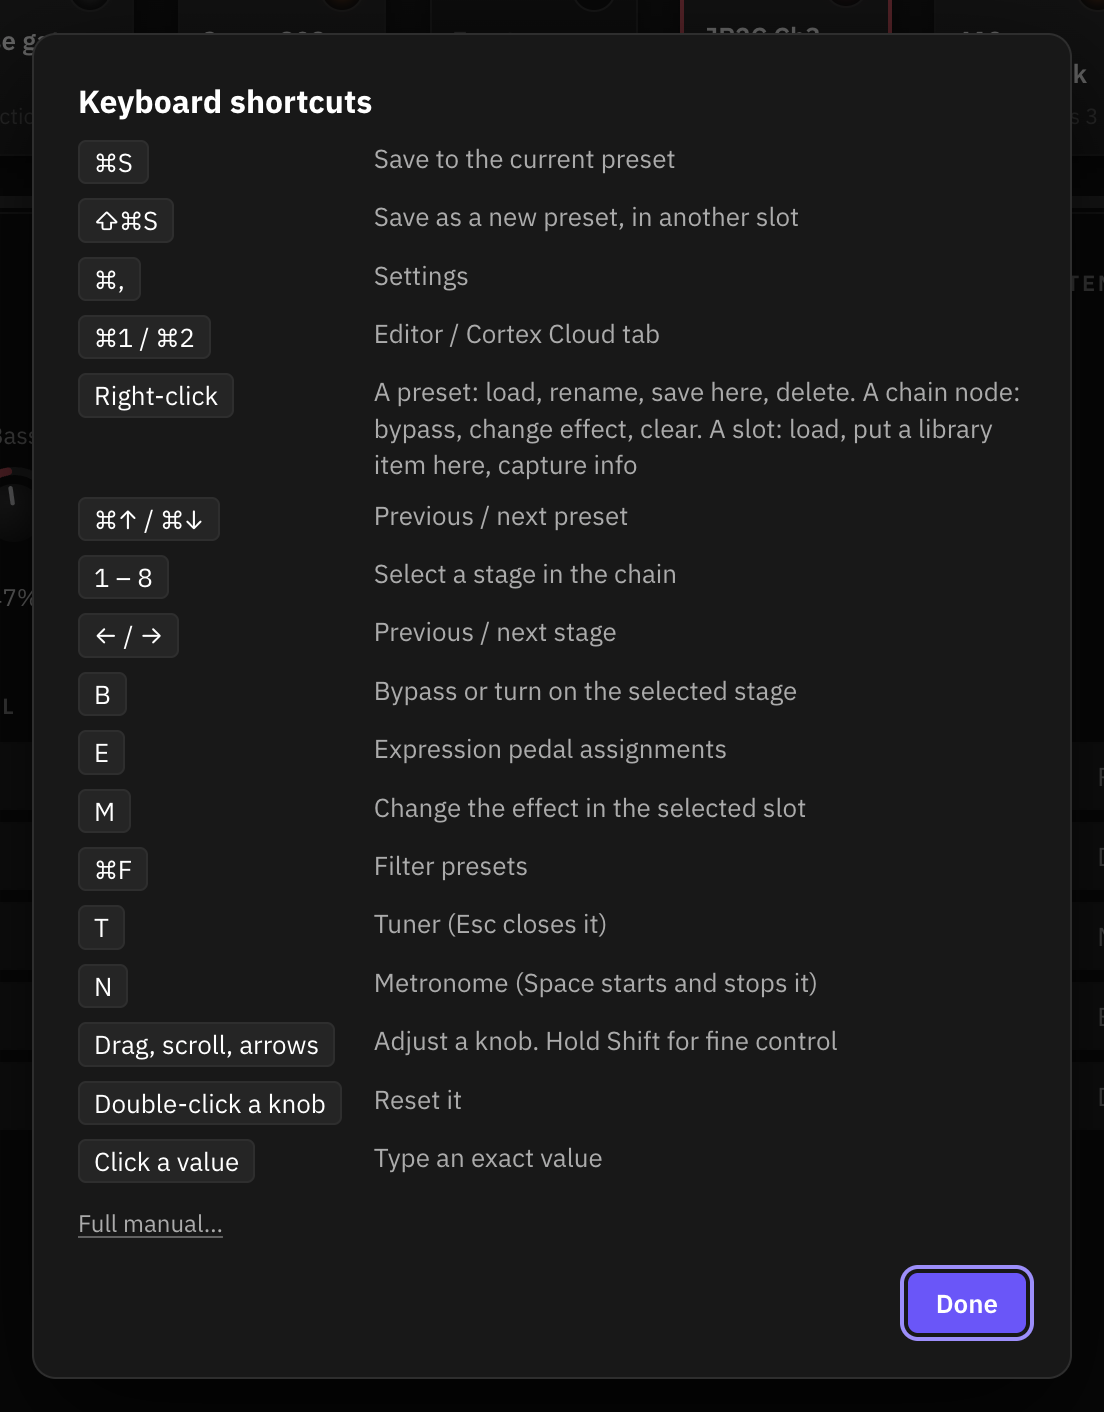 Keyboard shortcuts
⌘S Save to the current preset
⇧⌘S Save as a new preset, in another slot
⌘, Settings
⌘1 / ⌘2 Editor / Cortex Cloud tab
Right-click A preset: load, rename, save here, delete. A chain node:
bypass, change effect, clear. A slot: load, put a library
item here, capture info
⌘↑ / ⌘↓ Previous / next preset
1 – 8 Select a stage in the chain
← / → Previous / next stage
B Bypass or turn on the selected stage
E Expression pedal assignments
M Change the effect in the selected slot
⌘F Filter presets
T Tuner (Esc closes it)
N Metronome (Space starts and stops it)
Drag, scroll, arrows Adjust a knob. Hold Shift for fine control
Double-click a knob Reset it
Click a value Type an exact value
Full manual...
Done